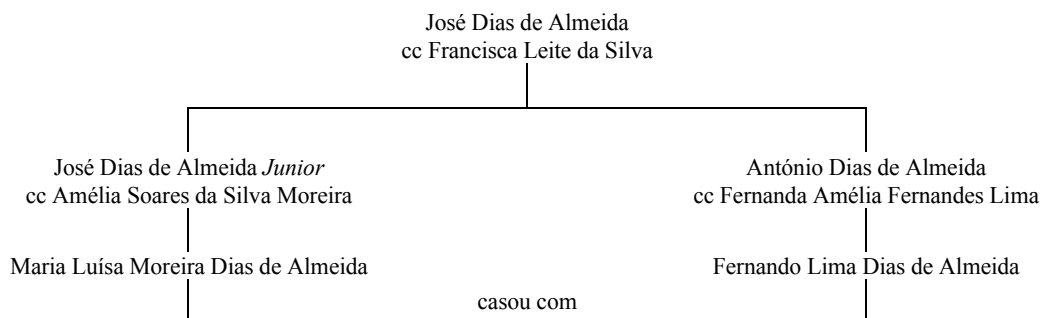 José Dias de Almeida
cc Francisca Leite da Silva
José Dias de Almeida Junior
cc Amélia Soares da Silva Moreira
António Dias de Almeida
cc Fernanda Amélia Fernandes Lima
Maria Luísa Moreira Dias de Almeida
Fernando Lima Dias de Almeida
casou com